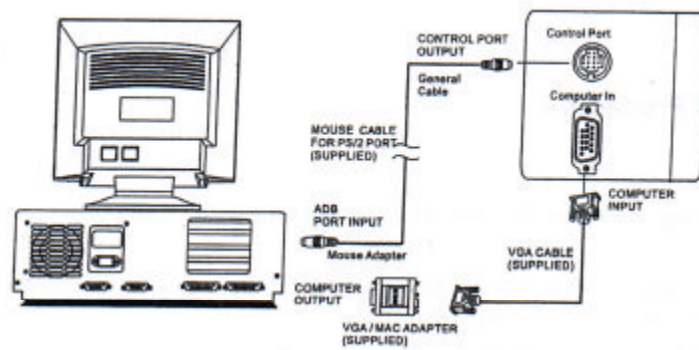 CONTROL PORT
OUTPUT
General
Cable
Control Port
Computer In
MOUSE CABLE
FOR PS/2 PORT
(SUPPLIED)
COMPUTER
INPUT
ADB
PORT INPUT
Mouse Adapter
VGA CABLE
(SUPPLIED)
COMPUTER
OUTPUT
VGA / MAC ADAPTER
(SUPPLIED)